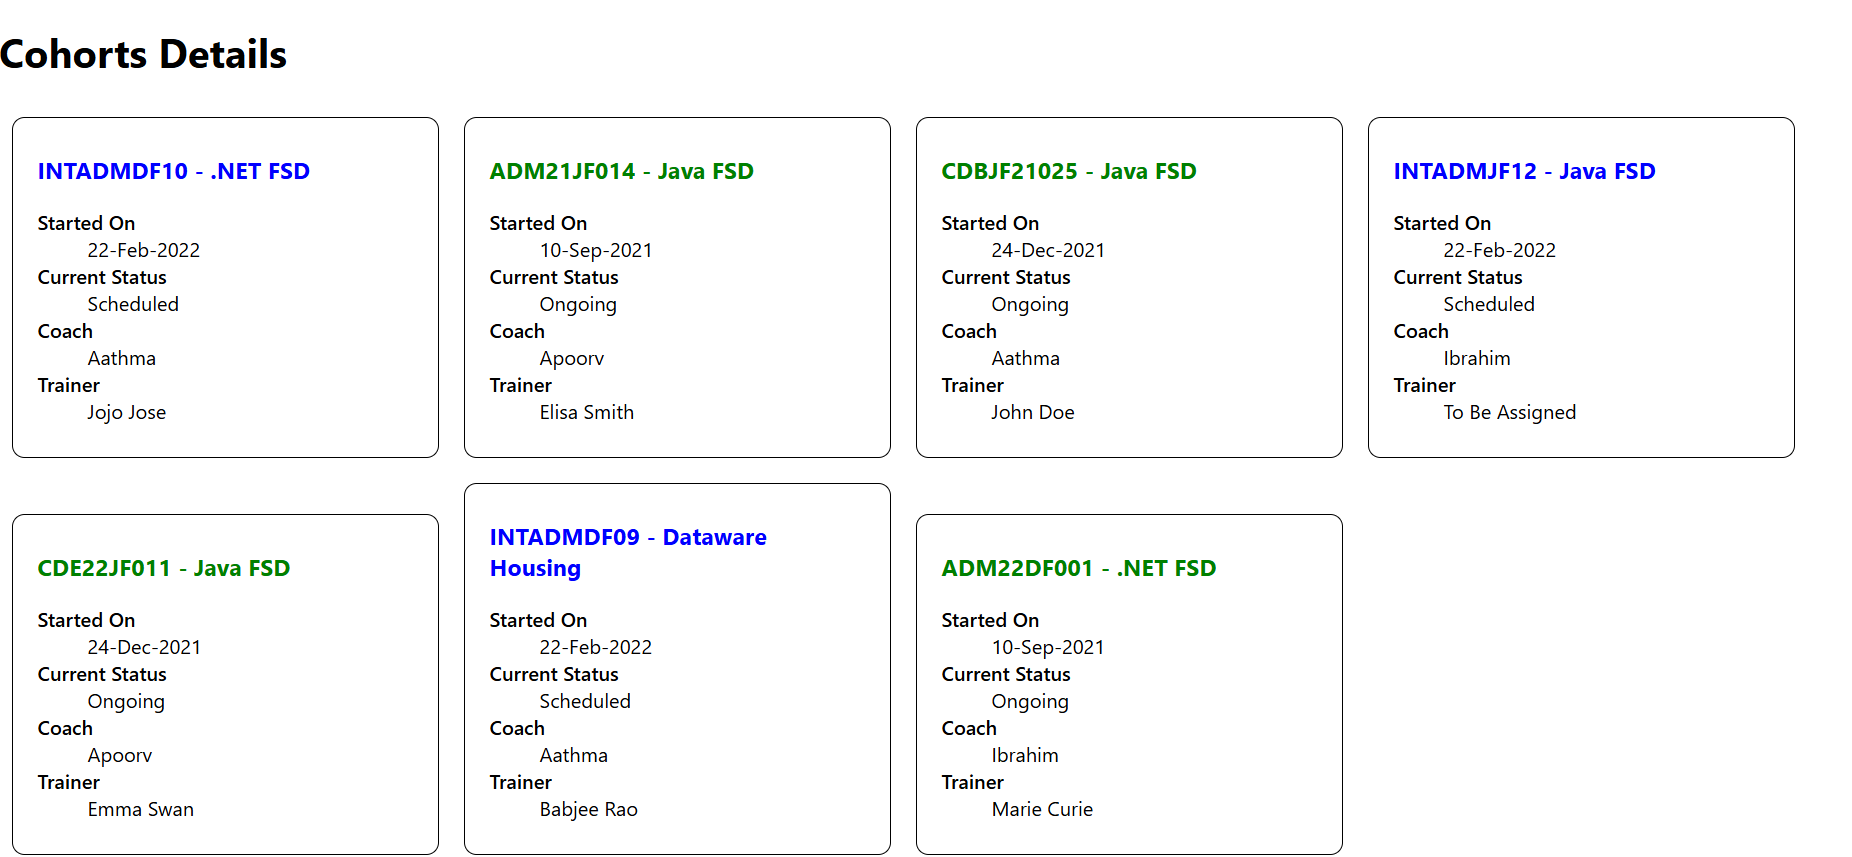 Cohorts Details
INTADMDF10 - .NET FSD
Started On
22-Feb-2022
Current Status
Scheduled
Coach
Aathma
Trainer
Jojo Jose
ADM21JF014 - Java FSD
Started On
10-Sep-2021
Current Status
Ongoing
Coach
Apoorv
Trainer
Elisa Smith
CDBJF21025 - Java FSD
Started On
24-Dec-2021
Current Status
Ongoing
Coach
Aathma
Trainer
John Doe
INTADMJF12 - Java FSD
Started On
22-Feb-2022
Current Status
Scheduled
Coach
Ibrahim
Trainer
To Be Assigned
CDE22JF011 - Java FSD
Started On
24-Dec-2021
Current Status
Ongoing
Coach
Apoorv
Trainer
Emma Swan
INTADMDF09 - Dataware
Housing
Started On
22-Feb-2022
Current Status
Scheduled
Coach
Aathma
Trainer
Babjee Rao
ADM22DF001 - .NET FSD
Started On
10-Sep-2021
Current Status
Ongoing
Coach
Ibrahim
Trainer
Marie Curie